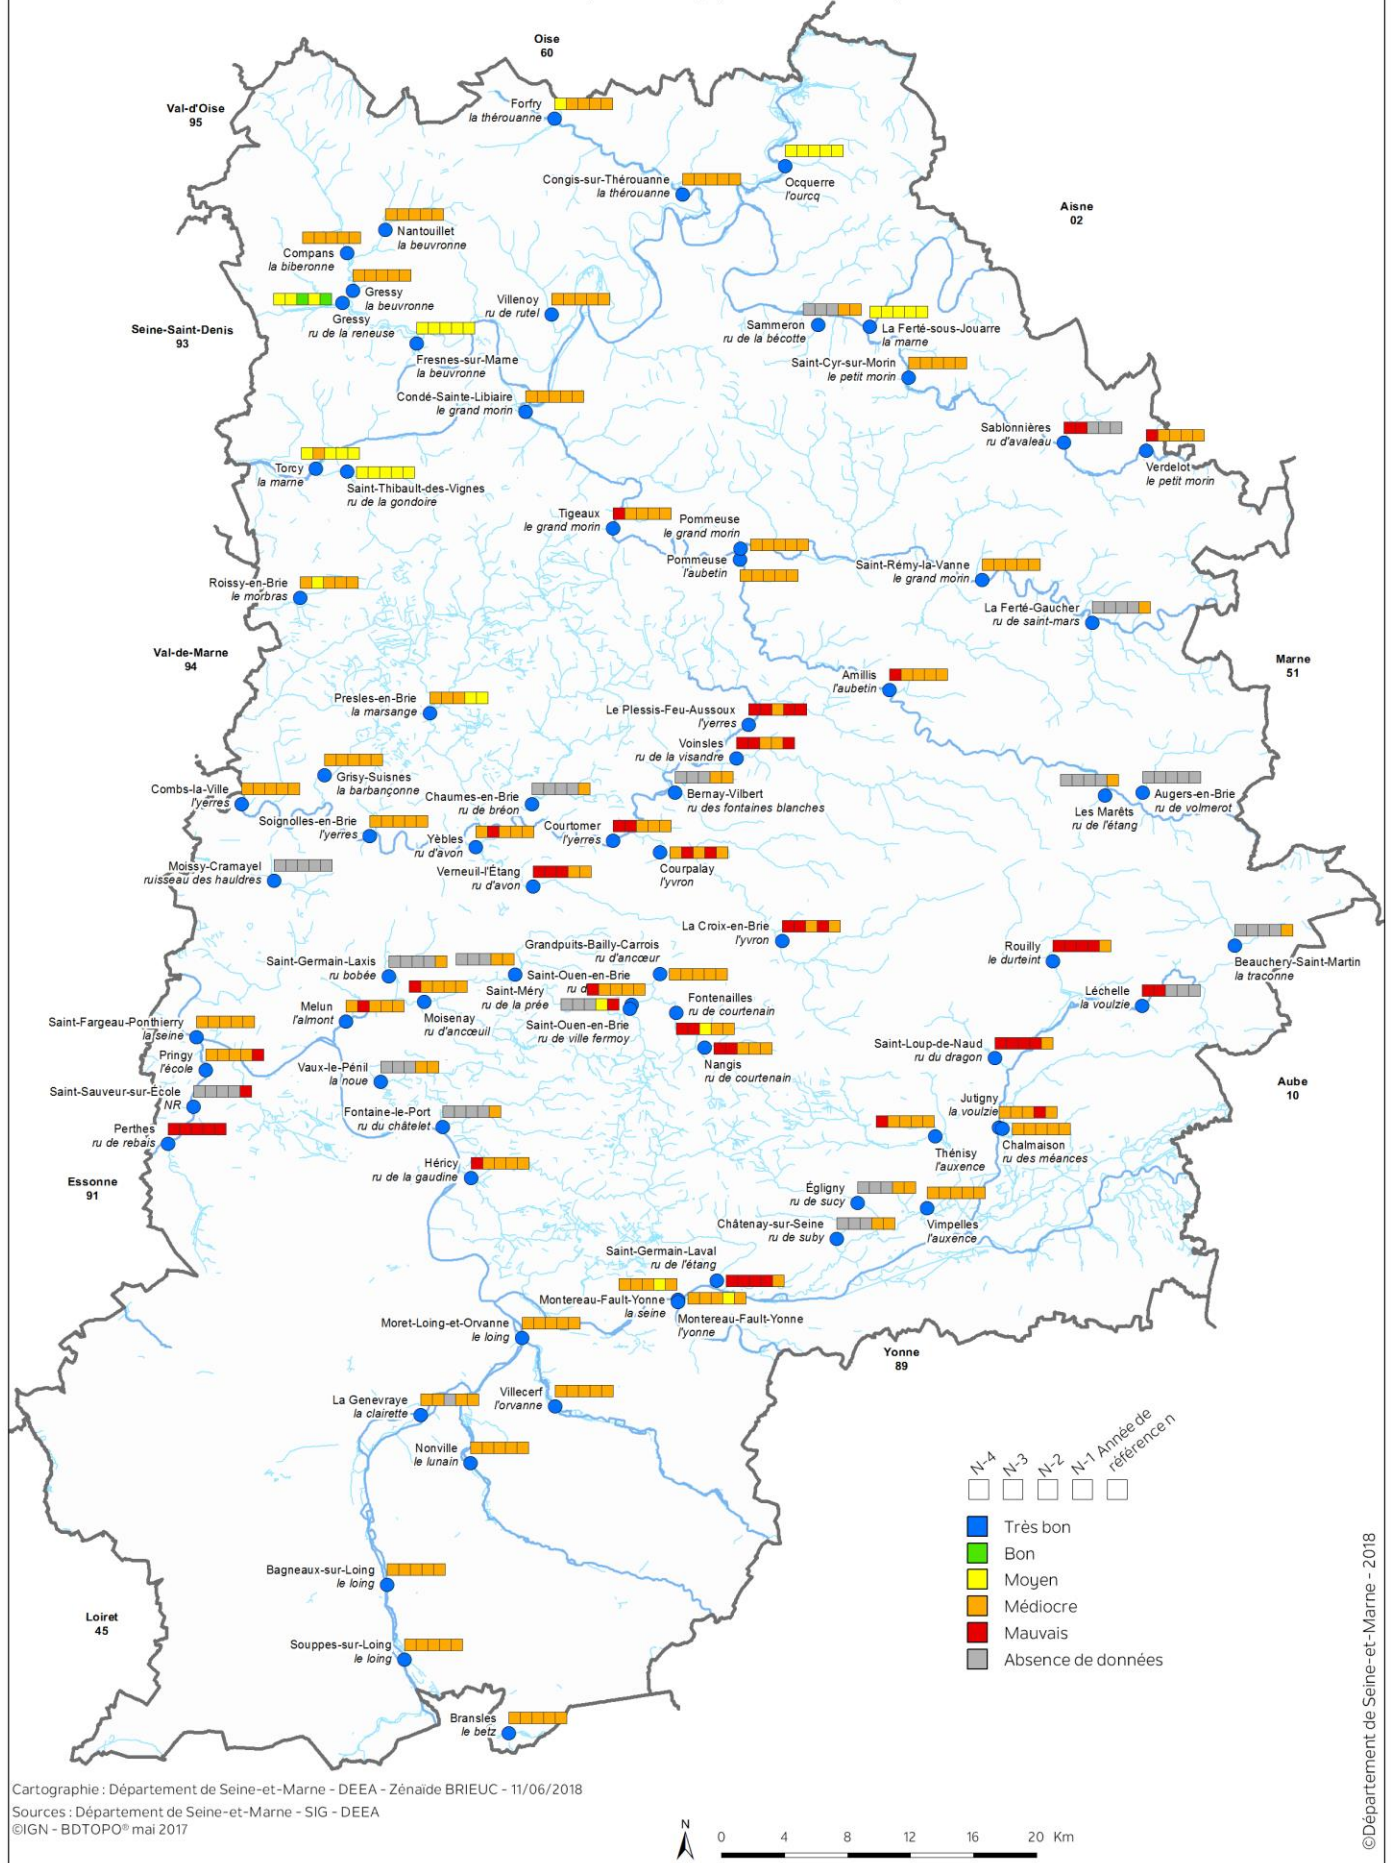 Oise
60
Val-d'Oise
95
Forfry
la thérouanne
Congis-sur-Thérouanne
la thérouanne
Ocquerre
l'ourcq
Aisne
02
Nantouillet
la beuvronne
Compans
la biberonne
Gressy
la beuvronne
Gressy
ru de la reneuse
Villenoy
ru de rutel
Seine-Saint-Denis
93
Fresnes-sur-Marne
la beuvronne
Sammeron
ru de la bécotte
La Ferté-sous-Jouarre
la marne
Saint-Cyr-sur-Morin
le petit morin
Condé-Sainte-Libiaire
le grand morin
Sablonnières
ru d'avaleau
Verdelot
le petit morin
Torcy
la marne
Saint-Thibault-des-Vignes
ru de la gondoire
Tigeaux
le grand morin
Pommeuse
le grand morin
Pommeuse
l'aubetin
Saint-Rémy-la-Vanne
le grand morin
Roissy-en-Brie
le morbras
La Ferté-Gaucher
ru de saint-mars
Val-de-Marne
94
Marne
51
Amillis
l'aubetin
Presles-en-Brie
la marsange
Le Plessis-Feu-Aussoux
l'yerres
Voinsles
ru de la visandre
Grisy-Suisnes
la barbançonne
Combs-la-Ville
l'yerres
Chaumes-en-Brie
ru de bréon
Bernay-Vilbert
ru des fontaines blanches
Les Marêts
ru de l'étang
Augers-en-Brie
ru de volmerot
Soignolles-en-Brie
l'yerres
Yèbles
ru d'avon
Courtomer
l'yerres
Courpalay
l'yvron
Moissy-Cramayel
ruisseau des hauldres
Verneuil-l'Étang
ru d'avon
La Croix-en-Brie
l'yvron
Rouilly
le durteint
Beauchery-Saint-Martin
la traconne
Grandpuits-Bailly-Carrois
ru d'ancœur
Saint-Germain-Laxis
ru bobée
Saint-Ouen-en-Brie
ru d
Saint-Méry
ru de la prée
Saint-Ouen-en-Brie
ru de ville fermoy
Fontenailles
ru de courtenain
Léchelle
la voulzie
Melun
l'almont
Moisenay
ru d'ancœuil
Saint-Fargeau-Ponthierry
la seine
Pringy
l'école
Nangis
ru de courtenain
Saint-Loup-de-Naud
ru du dragon
Vaux-le-Pénil
la noue
Saint-Sauveur-sur-École
NR
Aube
10
Jutigny
la voulzie
Fontaine-le-Port
ru du châtelet
Perthes
ru de rebais
Thénisy
l'auxence
Chalmaison
ru des méances
Essonne
91
Héricy
ru de la gaudine
Égligny
ru de sucy
Vimpelles
l'auxence
Châtenay-sur-Seine
ru de suby
Saint-Germain-Laval
ru de l'étang
Montereau-Fault-Yonne
la seine
Montereau-Fault-Yonne
l'yonne
Moret-Loing-et-Orvanne
le loing
Yonne
89
La Genevraye
la clairette
Villecerf
l'orvanne
Nonville
le lunain
N-4
N-3
N-2
N-1
Année de
référence n
Très bon
Bon
Moyen
Médiocre
Mauvais
Absence de données
Bagneaux-sur-Loing
le loing
Loiret
45
Souppes-sur-Loing
le loing
Bransles
le betz
Cartographie : Département de Seine-et-Marne - DEEA - Zénaïde BRIEUC - 11/06/2018
Sources : Département de Seine-et-Marne - SIG - DEEA
©IGN - BDTOPO® mai 2017
N
0 4 8 12 16 20 Km
©Département de Seine-et-Marne - 2018